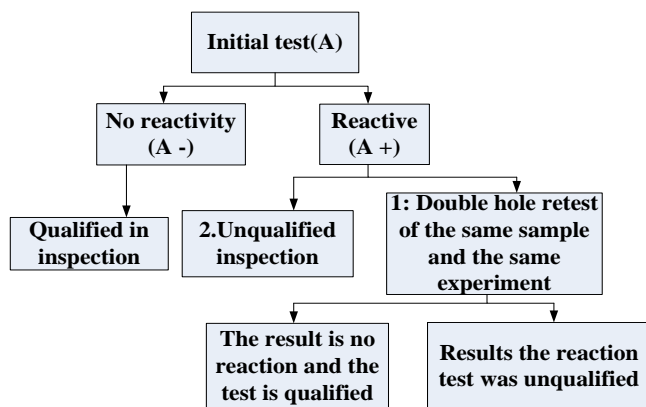 Initial test(A)
No reactivity
(A -)
Reactive
(A +)
Qualified in
inspection
2.Unqualified
inspection
1: Double hole retest
of the same sample
and the same
experiment
The result is no
reaction and the
test is qualified
Results the reaction
test was unqualified